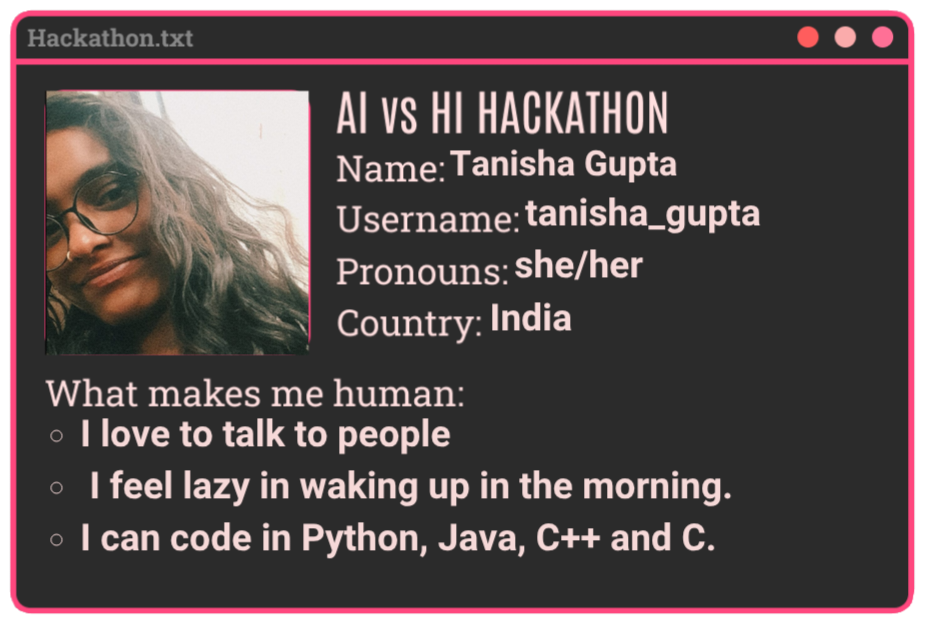 Hackathon.txt
AI vs HI HACKATHON
Name: Tanisha Gupta
Username: tanisha_gupta
Pronouns: she/her
Country: India
What makes me human:
○ I love to talk to people
○ I feel lazy in waking up in the morning.
○ I can code in Python, Java, C++ and C.